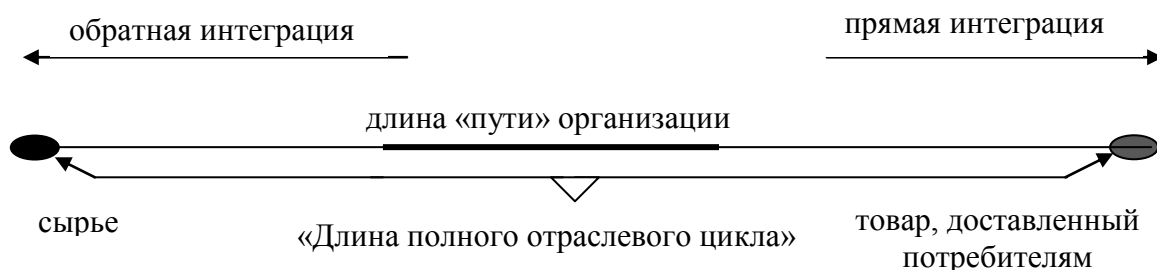 обратная интеграция
прямая интеграция
длина «пути» организации
сырье
«Длина полного отраслевого цикла»
товар, доставленный
потребителям